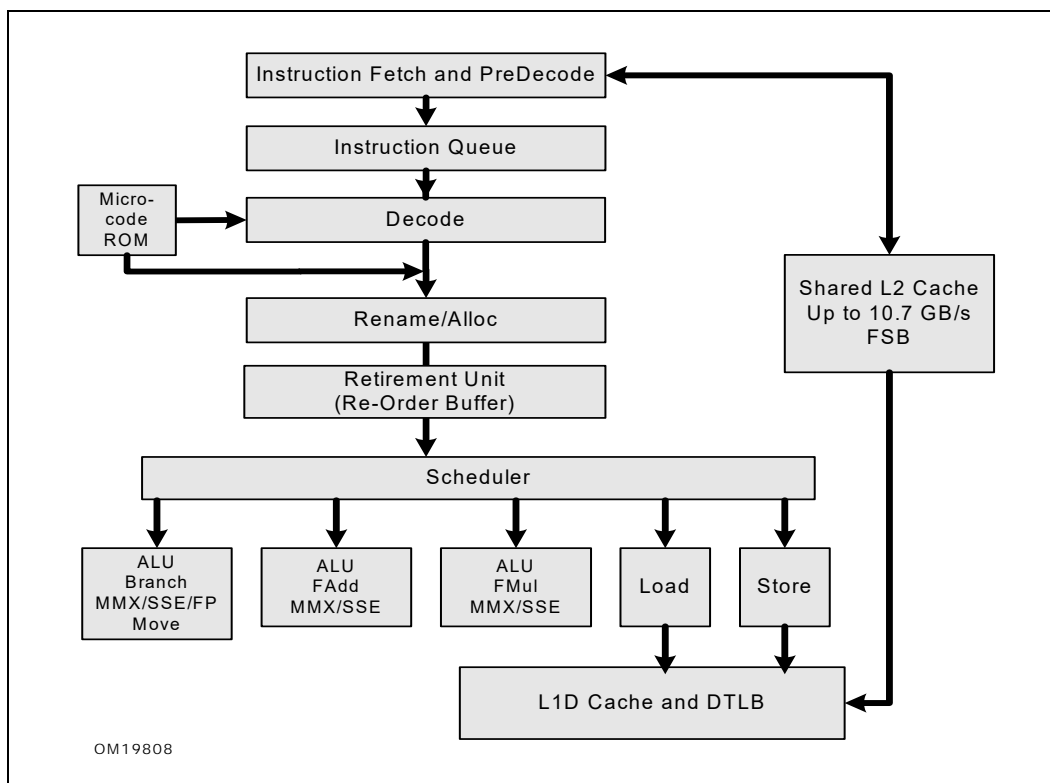 Instruction Fetch and PreDecode
Instruction Queue
Micro-
code
ROM
Decode
Shared L2 Cache
Up to 10.7 GB/s
FSB
Rename/Alloc
Retirement Unit
(Re-Order Buffer)
Scheduler
ALU
Branch
MMX/SSE/FP
Move
ALU
FAdd
MMX/SSE
ALU
FMul
MMX/SSE
Load
Store
L1D Cache and DTLB
OM19808